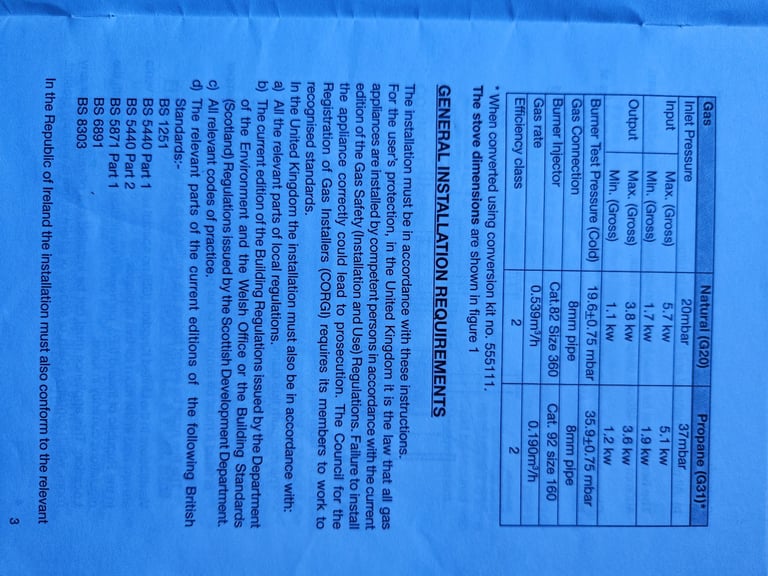 Gas Natural (G20) Propane (G31)*
Inlet Pressure 20mbar 37mbar
Input Max. (Gross) 5.7 kw 5.1 kw
Min. (Gross) 1.7 kw 1.9 kw
Output Max. (Gross) 3.8 kw 3.6 kw
Min. (Gross) 1.1 kw 1.2 kw
Burner Test Pressure (Cold) 19.6±0.75 mbar 35.9±0.75 mbar
Gas Connection 8mm pipe 8mm pipe
Burner Injector Cat.82 Size 360 Cat. 92 size 160
Gas rate 0.539m³/h 0.190m³/h
Efficiency class 2 2
* When converted using conversion kit no. 555111.
The stove dimensions are shown in figure 1
GENERAL INSTALLATION REQUIREMENTS
The installation must be in accordance with these instructions.
For the user's protection, in the United Kingdom it is the law that all gas
appliances are installed by competent persons in accordance with the current
edition of the Gas Safety (Installation and Use) Regulations. Failure to install
the appliance correctly could lead to prosecution. The Council for the
Registration of Gas Installers (CORGI) requires its members to work to
recognised standards.
In the United Kingdom the installation must also be in accordance with:
a) All the relevant parts of local regulations.
b) The current edition of the Building Regulations issued by the Department
of the Environment and the Welsh Office or the Building Standards
(Scotland) Regulations issued by the Scottish Development Department.
c) All relevant codes of practice.
d) The relevant parts of the current editions of the following British
Standards:-
BS 1251
BS 5440 Part 1
BS 5440 Part 2
BS 5871 Part 1
BS 6891
BS 8303
In the Republic of Ireland the installation must also conform to the relevant
3